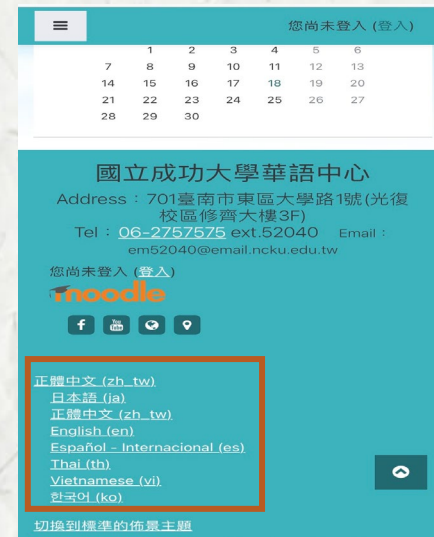 您尚未登入 (登入)
1 2 3 4 5 6
7 8 9 10 11 12 13
14 15 16 17 18 19 20
21 22 23 24 25 26 27
28 29 30
國立成功大學華語中心
Address：701臺南市東區大學路1號(光復
校區修齊大樓3F)
Tel：06-2757575 ext.52040 Email：
em52040@email.ncku.edu.tw
您尚未登入 (登入)
moodle
f You Tube
正體中文 (zh_tw)
日本語 (ja)
正體中文 (zh_tw)
English (en)
Español - Internacional (es)
Thai (th)
Vietnamese (vi)
한국어 (ko)
切換到標準的佈景主題